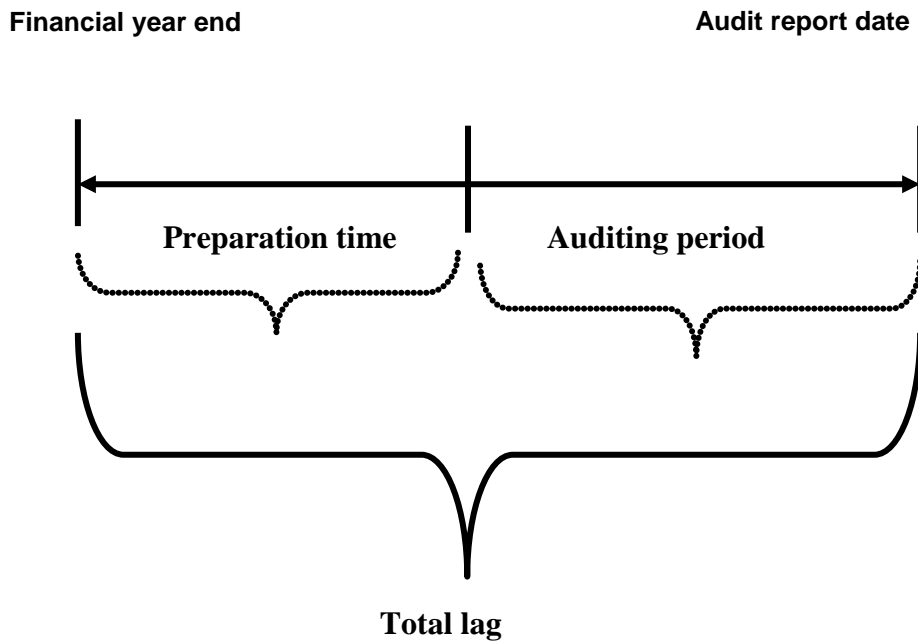 Financial year end
Audit report date
Preparation time
Auditing period
Total lag